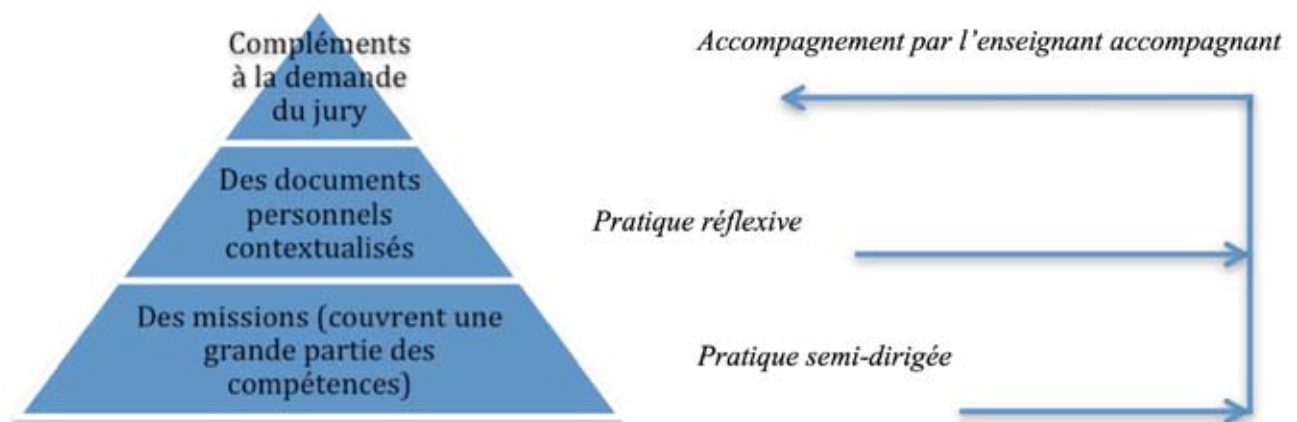 Compléments
à la demande
du jury
Accompagnement par l'enseignant accompagnant
Des documents
personnels
contextualisés
Pratique réflexive
Des missions (couvrent une
grande partie des
compétences)
Pratique semi-dirigée